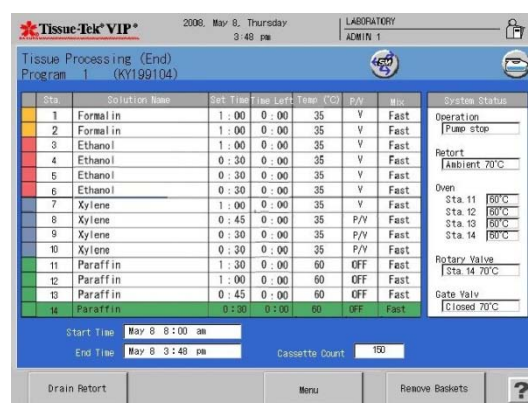 Tissue-Tek® VIP®
2008, May 8, Thursday
3:48 pm
LABORATORY
ADMIN 1
Tissue Processing (End)
Program 1 (KY199104)
Sta. Solution Name Set Time Time Left Temp (°C) P/V Mix
1 Formalin 1 : 00 0 : 00 35 V Fast
2 Formalin 1 : 00 0 : 00 35 V Fast
3 Ethanol 1 : 00 0 : 00 35 V Fast
4 Ethanol 0 : 30 0 : 00 35 V Fast
5 Ethanol 0 : 30 0 : 00 35 V Fast
6 Ethanol 0 : 30 0 : 00 35 V Fast
7 Xylene 1 : 00 0 : 00 35 V Fast
8 Xylene 0 : 45 0 : 00 35 P/V Fast
9 Xylene 0 : 30 0 : 00 35 P/V Fast
10 Xylene 0 : 30 0 : 00 35 P/V Fast
11 Paraffin 1 : 30 0 : 00 60 OFF Fast
12 Paraffin 1 : 00 0 : 00 60 OFF Fast
13 Paraffin 0 : 45 0 : 00 60 OFF Fast
14 Paraffin 0 : 30 0 : 00 60 OFF Fast
System Status
Operation
Pump stop
Retort
Ambient 70°C
Oven
Sta. 11 60°C
Sta. 12 60°C
Sta. 13 60°C
Sta. 14 60°C
Rotary Valve
Sta. 14 70°C
Gate Valv
Closed 70°C
Start Time May 8 8:00 am
End Time May 8 3:48 pm
Cassette Count 150
Drain Retort
Menu
Remove Baskets
?